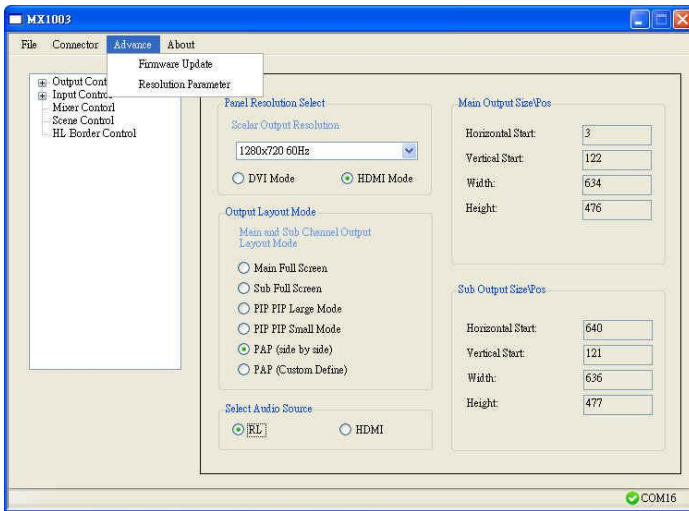 MX1003
File Connector Advance About
Firmware Update
Resolution Parameter
Output Cont
Input Contro
Mixer Contorl
Scene Control
HL Border Control
Panel Resolution Select
Scalar Output Resolution
1280x720 60Hz
DVI Mode HDMI Mode
Output Layout Mode
Main and Sub Channel Output
Layout Mode
Main Full Screen
Sub Full Screen
PIP PIP Large Mode
PIP PIP Small Mode
PAP (side by side)
PAP (Custom Define)
Select Audio Source
RL HDMI
Main Output Size\Pos
Horizontal Start: 3
Vertical Start: 122
Width: 634
Height: 476
Sub Output Size\Pos
Horizontal Start: 640
Vertical Start: 121
Width: 636
Height: 477
COM16